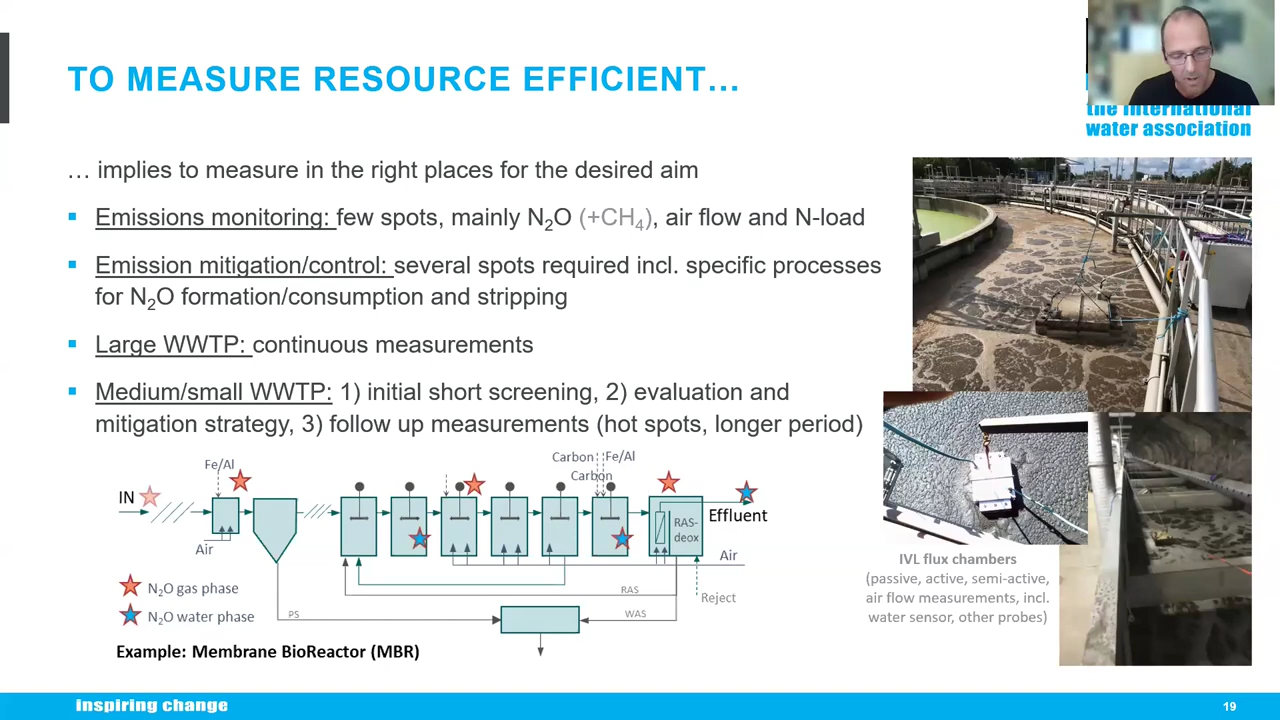 TO MEASURE RESOURCE EFFICIENT…
the international
water association
… implies to measure in the right places for the desired aim
▪ Emissions monitoring: few spots, mainly N₂O (+CH₄), air flow and N-load
▪ Emission mitigation/control: several spots required incl. specific processes
for N₂O formation/consumption and stripping
▪ Large WWTP: continuous measurements
▪ Medium/small WWTP: 1) initial short screening, 2) evaluation and
mitigation strategy, 3) follow up measurements (hot spots, longer period)
Carbon Fe/Al
Fe/Al
Carbon
IN
Effluent
RAS-
deox
Air
Air
N₂O gas phase
RAS
Reject
N₂O water phase
PS
WAS
Example: Membrane BioReactor (MBR)
IVL flux chambers
(passive, active, semi-active,
air flow measurements, incl.
water sensor, other probes)
inspiring change
19